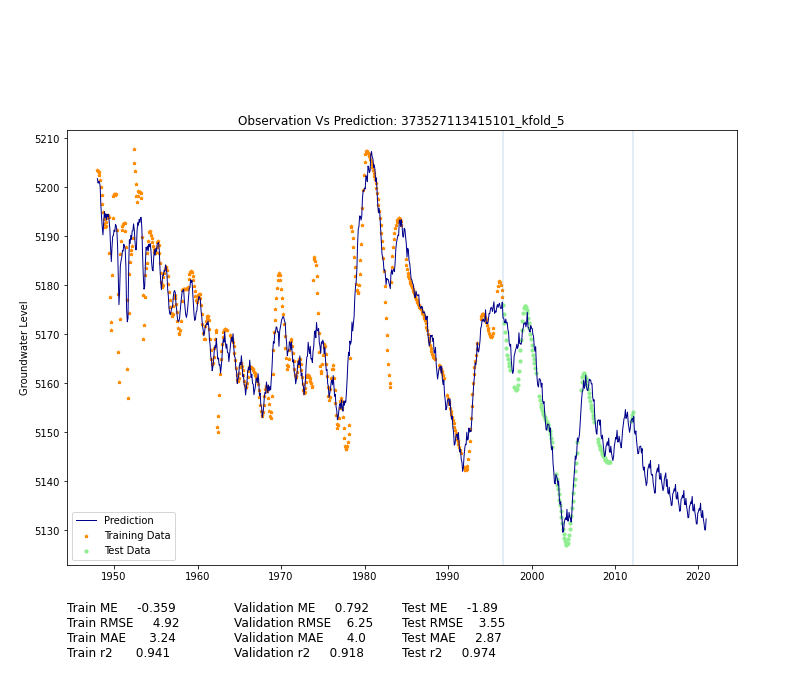 Observation Vs Prediction: 373527113415101_kfold_5
5210
5200
5190
5180
5170
5160
5150
5140
5130
Groundwater Level
Prediction
Training Data
Test Data
1950 1960 1970 1980 1990 2000 2010 2020
Train ME -0.359 Validation ME 0.792 Test ME -1.89
Train RMSE 4.92 Validation RMSE 6.25 Test RMSE 3.55
Train MAE 3.24 Validation MAE 4.0 Test MAE 2.87
Train r2 0.941 Validation r2 0.918 Test r2 0.974